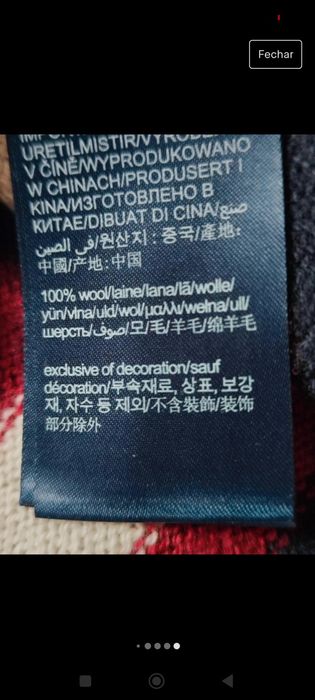 Fechar
URETILMISTIR/VYROBENO
V ČÍNĚ/WYPRODUKOWANO
W CHINACH/PRODUSERT I
KINA/ИЗГОТОВЛЕНО В
КИТАЕ/DIBUAT DI CINA/صنع
في الصين/원산지 : 중국/產地:
中國/产地:中国
100% wool/laine/lana/lã/wolle/
yün/vlna/uld/wol/μαλλι/wełna/ull/
шерсть/صوف/모/毛/羊毛/绵羊毛
exclusive of decoration/sauf
décoration/부속재료, 상표, 보강
재, 자수 등 제외/不含裝飾/装饰
部分除外